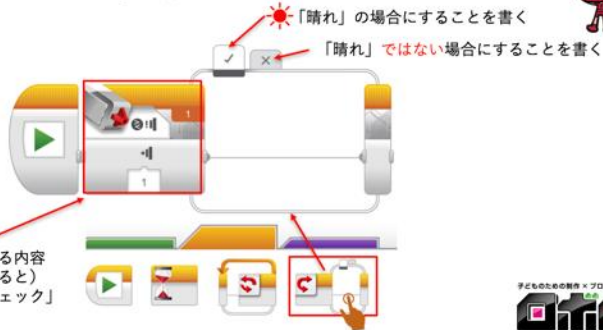 「晴れ」の場合にすることを書く
「晴れ」ではない場合にすることを書く
1
1
る内容
ると)
ェック」
子どものための制作 × プロ